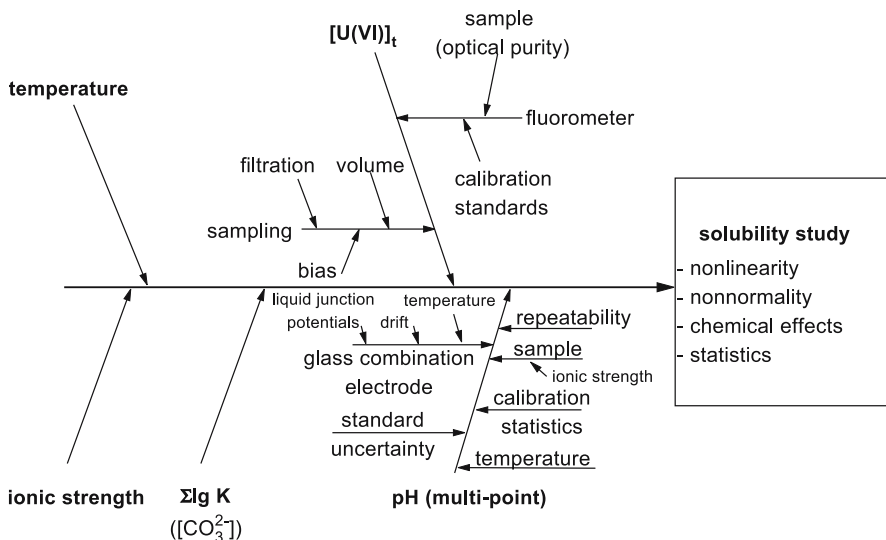 sample
(optical purity)
[U(VI)]t
temperature
fluorometer
filtration
volume
calibration
standards
sampling
bias
solubility study
- nonlinearity
- nonnormality
- chemical effects
- statistics
liquid junction
potentials
drift
temperature
repeatability
glass combination
electrode
sample
ionic strength
calibration
statistics
standard
uncertainty
temperature
ionic strength
Σlg K
([CO₃²⁻])
pH (multi-point)